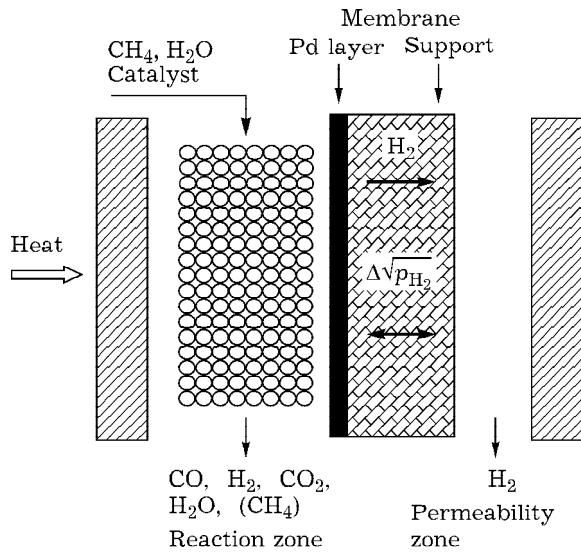 Membrane
CH₄, H₂O
Catalyst
Pd layer
Support
H₂
Heat
Δ√p_H₂
CO, H₂, CO₂,
H₂O, (CH₄)
Reaction zone
H₂
Permeability
zone